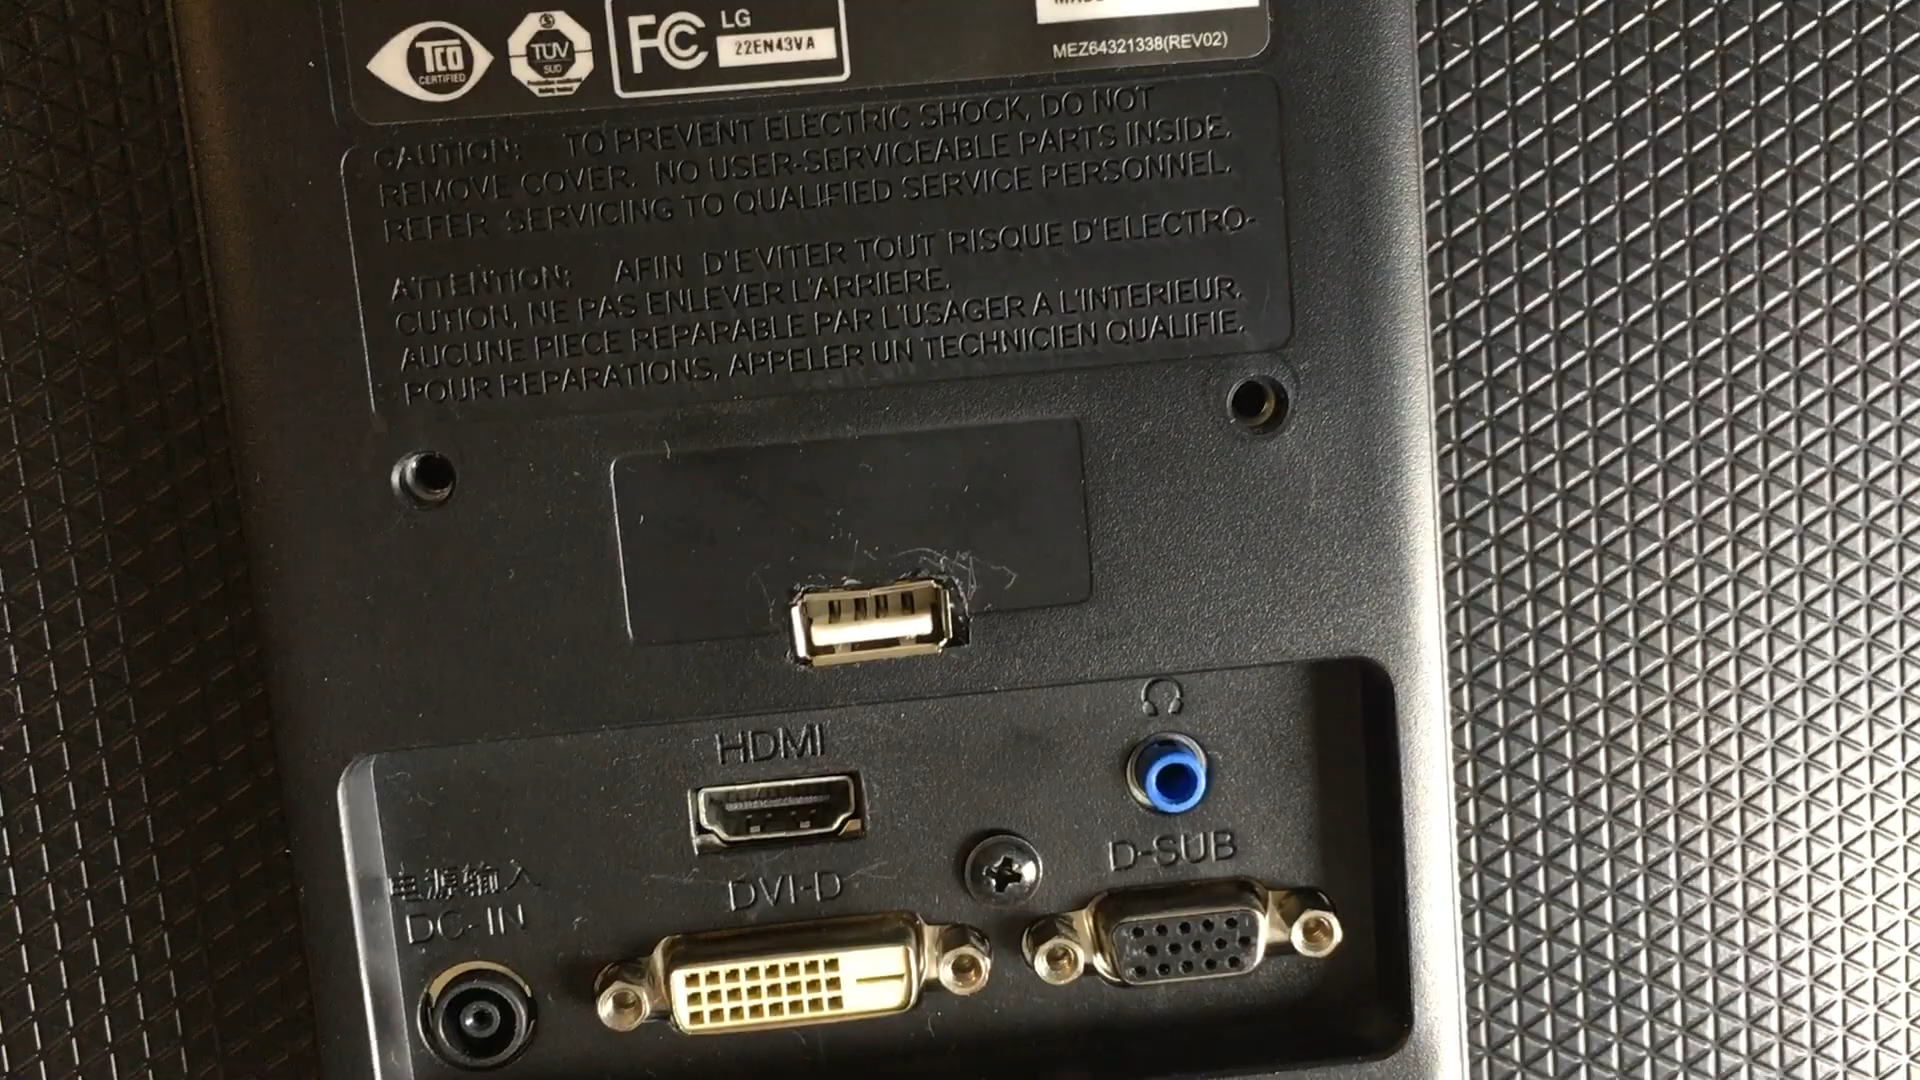 TCO
CERTIFIED
TÜV
SÜD
FC
LG
22EN43VA
MEZ64321338(REV02)
CAUTION: TO PREVENT ELECTRIC SHOCK, DO NOT
REMOVE COVER. NO USER-SERVICEABLE PARTS INSIDE.
REFER SERVICING TO QUALIFIED SERVICE PERSONNEL.
ATTENTION: AFIN D'EVITER TOUT RISQUE D'ELECTRO-
CUTION, NE PAS ENLEVER L'ARRIERE.
AUCUNE PIECE REPARABLE PAR L'USAGER A L'INTERIEUR.
POUR REPARATIONS, APPELER UN TECHNICIEN QUALIFIE.
HDMI
电源输入
DC-IN
DVI-D
D-SUB